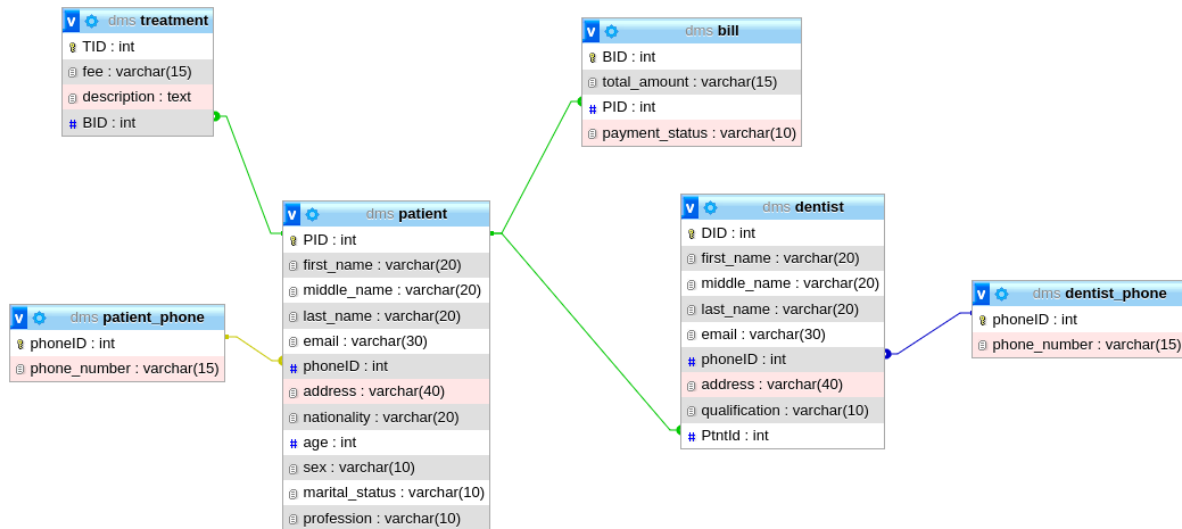 dms treatment
TID : int
fee : varchar(15)
description : text
# BID : int
dms bill
BID : int
total_amount : varchar(15)
# PID : int
payment_status : varchar(10)
dms patient
PID : int
first_name : varchar(20)
middle_name : varchar(20)
last_name : varchar(20)
email : varchar(30)
# phoneID : int
address : varchar(40)
nationality : varchar(20)
# age : int
sex : varchar(10)
marital_status : varchar(10)
profession : varchar(10)
dms dentist
DID : int
first_name : varchar(20)
middle_name : varchar(20)
last_name : varchar(20)
email : varchar(30)
# phoneID : int
address : varchar(40)
qualification : varchar(10)
# PtntId : int
dms patient_phone
phoneID : int
phone_number : varchar(15)
dms dentist_phone
phoneID : int
phone_number : varchar(15)